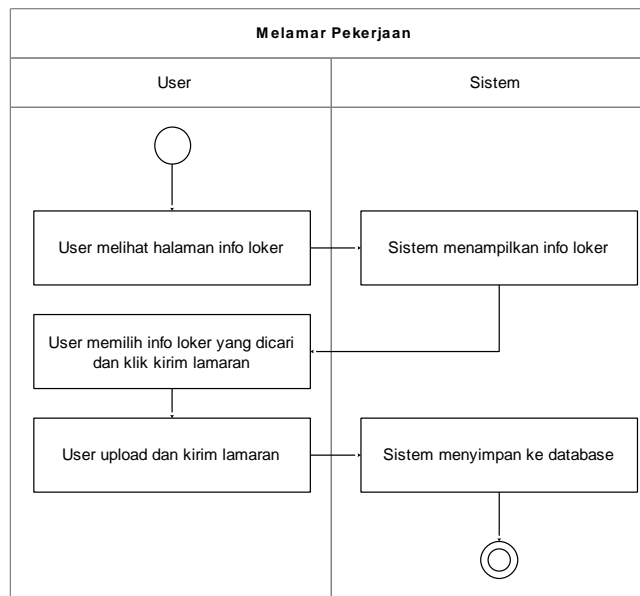 Melamar Pekerjaan
User
Sistem
User melihat halaman info loker
Sistem menampilkan info loker
User memilih info loker yang dicari
dan klik kirim lamaran
User upload dan kirim lamaran
Sistem menyimpan ke database